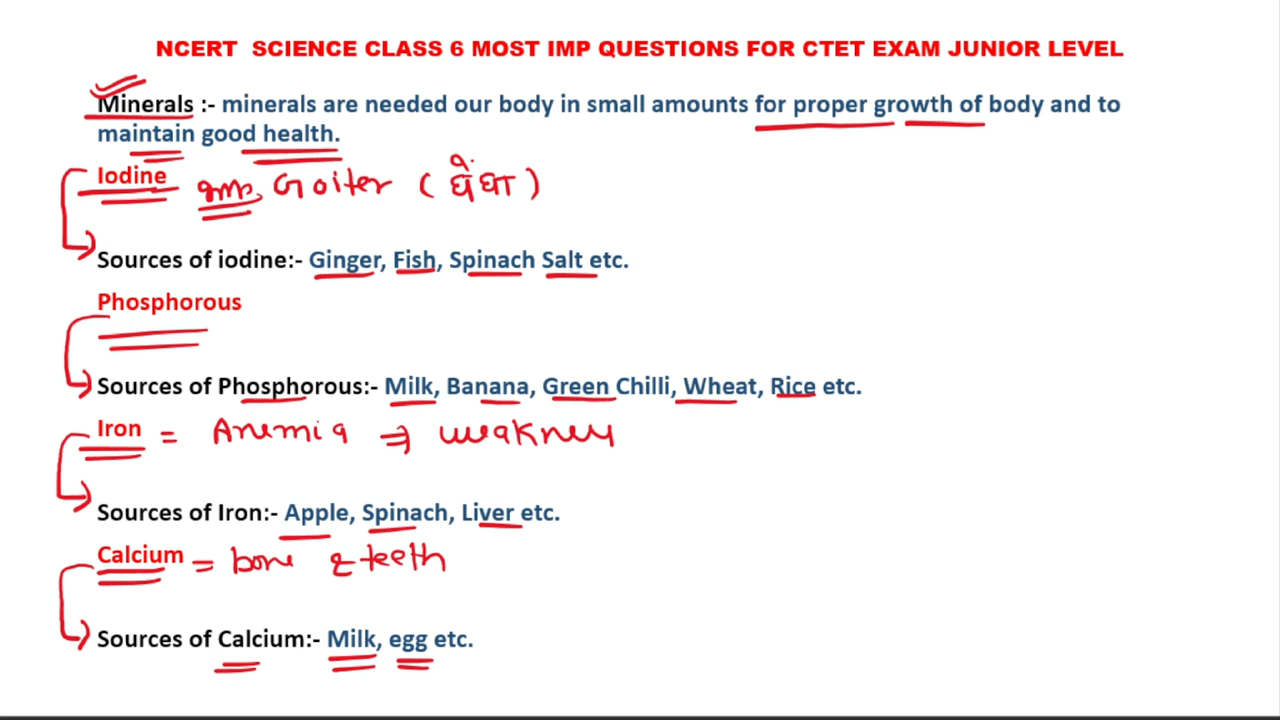 NCERT SCIENCE CLASS 6 MOST IMP QUESTIONS FOR CTET EXAM JUNIOR LEVEL
Minerals :- minerals are needed our body in small amounts for proper growth of body and to
maintain good health.
Iodine Imp. Goiter ( घेंघा )
Sources of iodine:- Ginger, Fish, Spinach Salt etc.
Phosphorous
Sources of Phosphorous:- Milk, Banana, Green Chilli, Wheat, Rice etc.
Iron = Anemia ⇒ weakness
Sources of Iron:- Apple, Spinach, Liver etc.
Calcium = bone & teeth
Sources of Calcium:- Milk, egg etc.